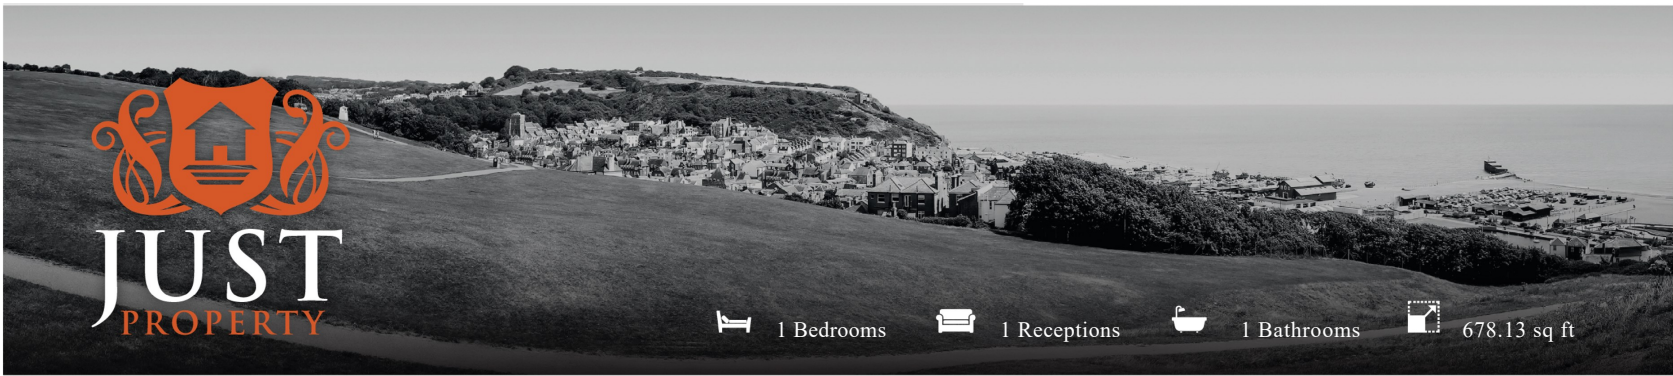 JUST
PROPERTY
1 Bedrooms
1 Receptions
1 Bathrooms
678.13 sq ft